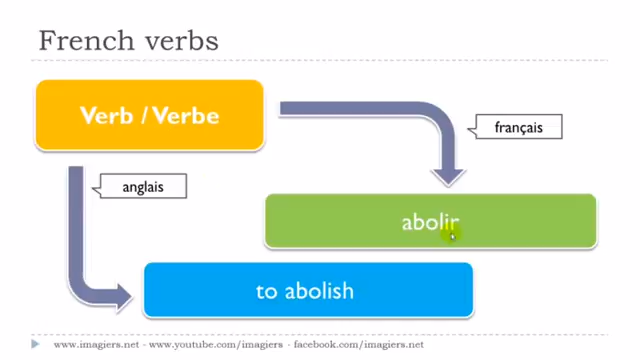 French verbs
Verb / Verbe
français
anglais
abolir
to abolish
www.imagiers.net - www.youtube.com/imagiers - facebook.com/imagiers.net